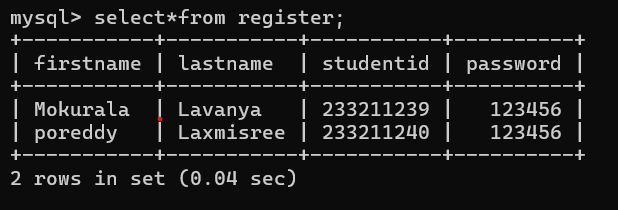 mysql> select*from register;
+-----------+-----------+-----------+----------+
| firstname | lastname  | studentid | password |
+-----------+-----------+-----------+----------+
| Mokurala  | Lavanya   | 233211239 |   123456 |
| poreddy   | Laxmisree | 233211240 |   123456 |
+-----------+-----------+-----------+----------+
2 rows in set (0.04 sec)